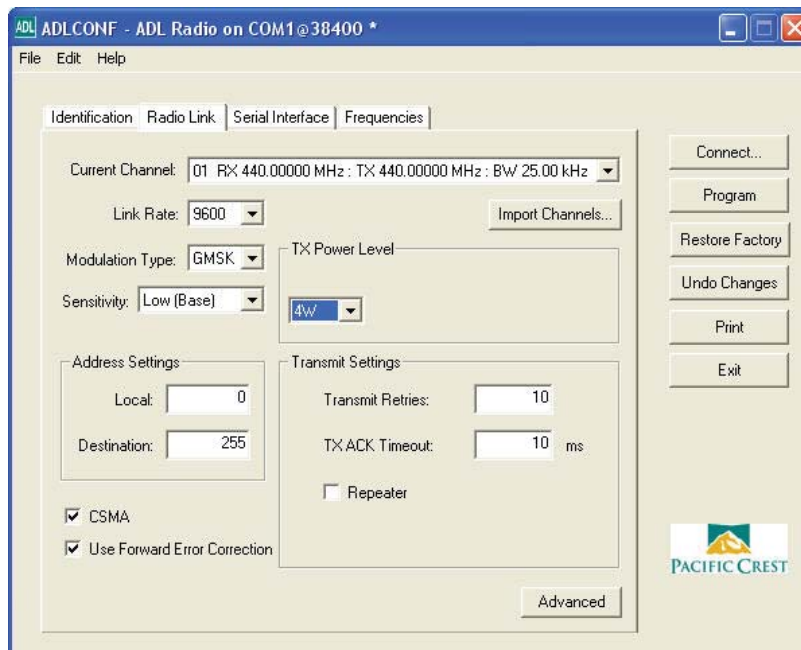 ADL ADLCONF - ADL Radio on COM1@38400 *
File Edit Help
Identification Radio Link Serial Interface Frequencies
Current Channel: 01 RX 440.00000 MHz : TX 440.00000 MHz : BW 25.00 kHz
Link Rate: 9600
Import Channels...
Modulation Type: GMSK
Sensitivity: Low (Base)
TX Power Level
4W
Address Settings
Local: 0
Destination: 255
Transmit Settings
Transmit Retries: 10
TX ACK Timeout: 10 ms
Repeater
CSMA
Use Forward Error Correction
Advanced
Connect...
Program
Restore Factory
Undo Changes
Print
Exit
PACIFIC CREST